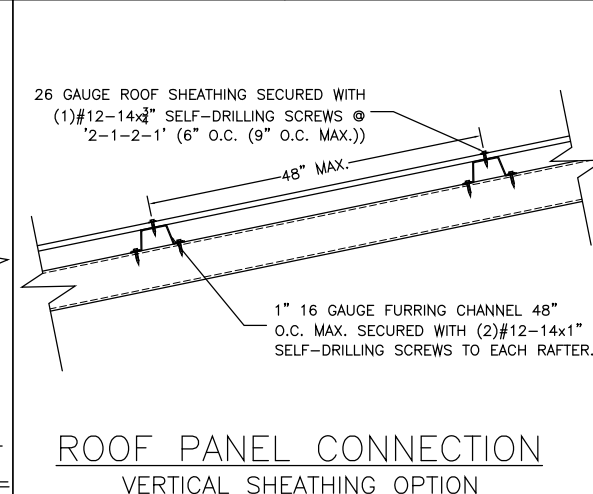 26 GAUGE ROOF SHEATHING SECURED WITH
(1)#12-14x¾" SELF-DRILLING SCREWS @
'2-1-2-1' (6" O.C. (9" O.C. MAX.))
48" MAX.
1" 16 GAUGE FURRING CHANNEL 48"
O.C. MAX. SECURED WITH (2)#12-14x1"
SELF-DRILLING SCREWS TO EACH RAFTER.
ROOF PANEL CONNECTION
VERTICAL SHEATHING OPTION